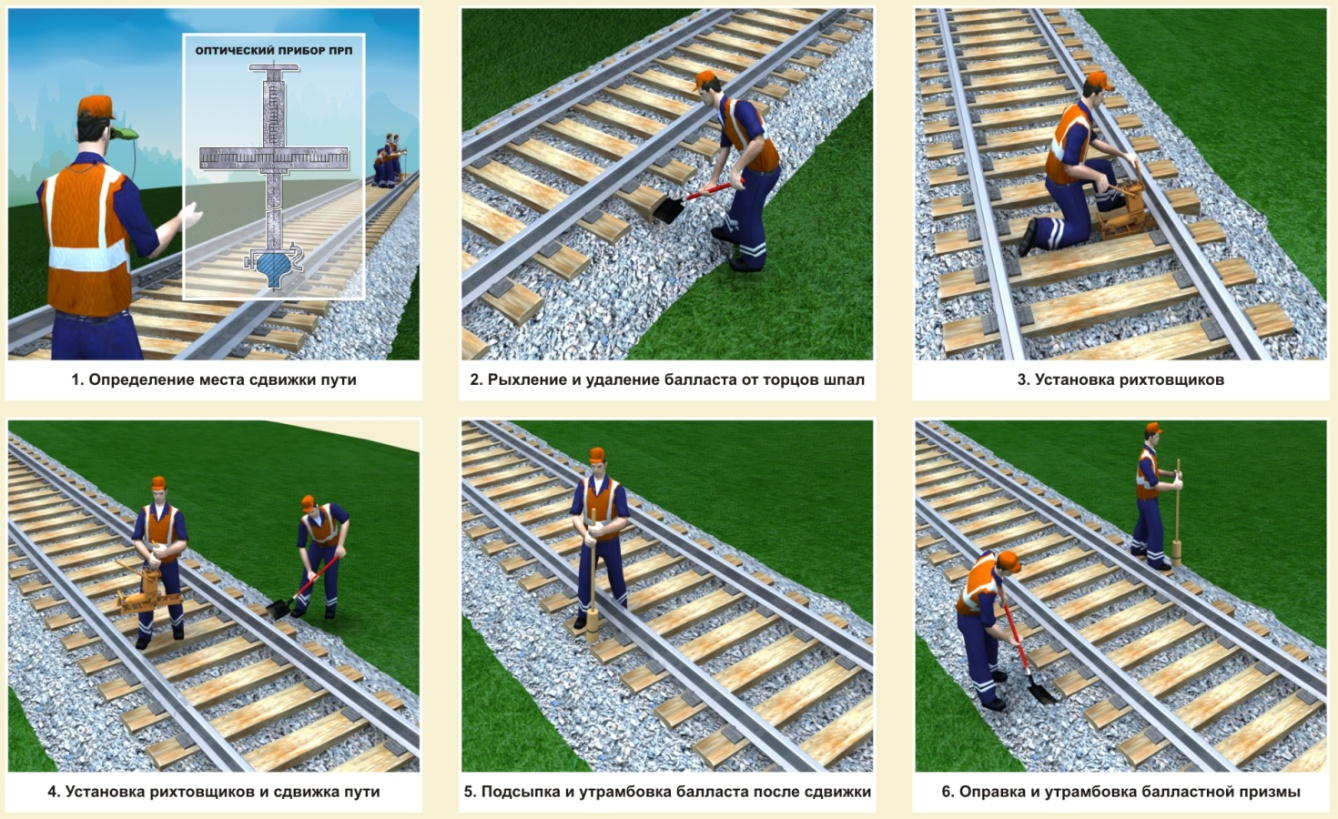 ОПТИЧЕСКИЙ ПРИБОР ПРП
1. Определение места сдвижки пути
2. Рыхление и удаление балласта от торцов шпал
3. Установка рихтовщиков
4. Установка рихтовщиков и сдвижка пути
5. Подсыпка и утрамбовка балласта после сдвижки
6. Оправка и утрамбовка балластной призмы